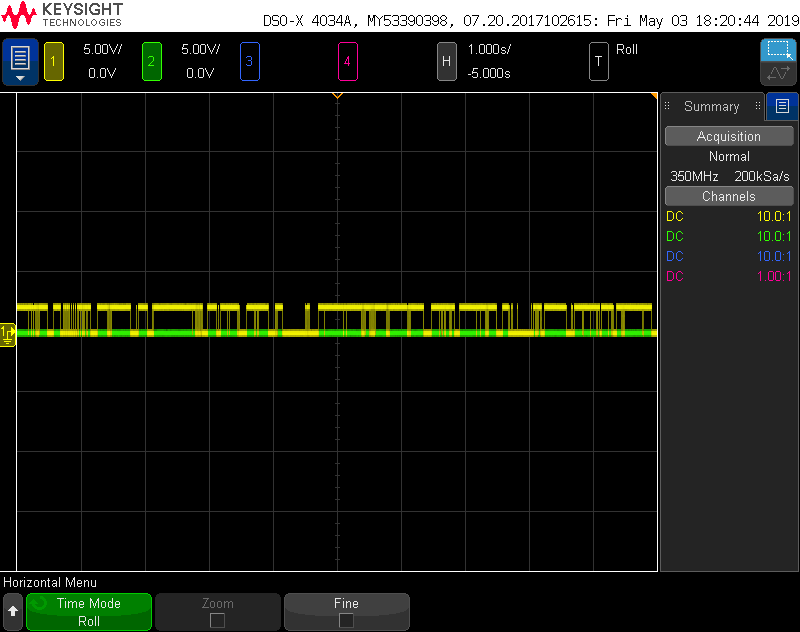 KEYSIGHT
TECHNOLOGIES
DSO-X 4034A, MY53390398, 07.20.2017102615: Fri May 03 18:20:44 2019
1 5.00V/ 2 5.00V/ 3 4 H 1.000s/ T Roll
0.0V 0.0V -5.000s
Summary
Acquisition
Normal
350MHz 200kSa/s
Channels
DC 10.0:1
DC 10.0:1
DC 10.0:1
DC 1.00:1
1
Horizontal Menu
Time Mode Zoom Fine
Roll